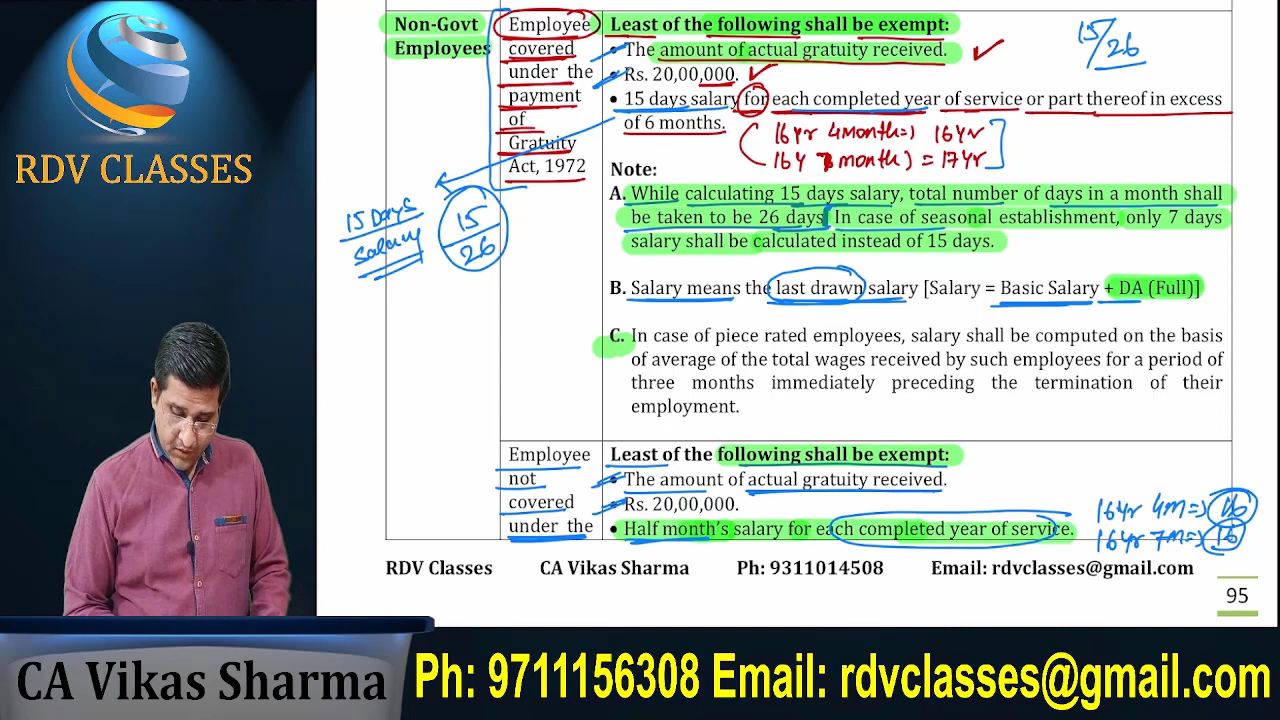 RDV CLASSES
Non-Govt
Employees
Employee
covered
under the
payment
of
Gratuity
Act, 1972
Least of the following shall be exempt:
• The amount of actual gratuity received.
• Rs. 20,00,000.
• 15 days salary for each completed year of service or part thereof in excess
of 6 months.
15/26
16yr 4month=) 16yr
16y 7month) = 17yr
15 Days
Salary
15
26
Note:
A. While calculating 15 days salary, total number of days in a month shall
be taken to be 26 days. In case of seasonal establishment, only 7 days
salary shall be calculated instead of 15 days.
B. Salary means the last drawn salary [Salary = Basic Salary + DA (Full)]
C. In case of piece rated employees, salary shall be computed on the basis
of average of the total wages received by such employees for a period of
three months immediately preceding the termination of their
employment.
Employee
not
covered
under the
Least of the following shall be exempt:
• The amount of actual gratuity received.
• Rs. 20,00,000.
• Half month's salary for each completed year of service.
16yr 4m=) 16
16yr 7m=) 16
RDV Classes CA Vikas Sharma Ph: 9311014508 Email: rdvclasses@gmail.com
95
CA Vikas Sharma
Ph: 9711156308 Email: rdvclasses@gmail.com